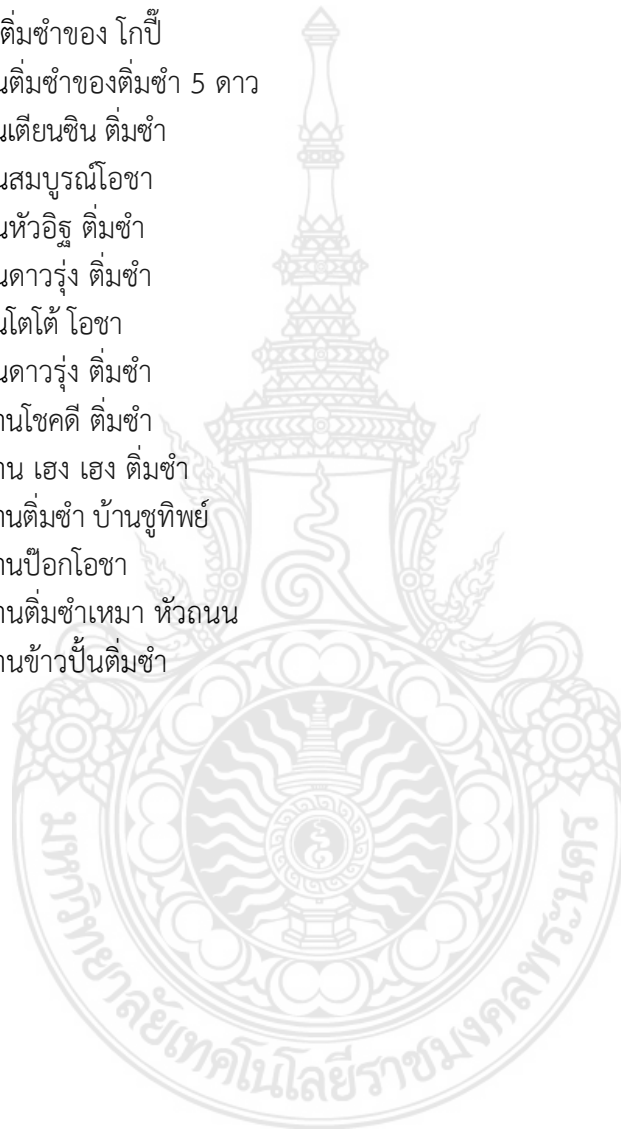 ติ่มซำของ โกปี๊
นติ่มซำของติ่มซำ 5 ดาว
นเตียนซิน ติ่มซำ
นสมบูรณ์โอชา
นหัวอิฐ ติ่มซำ
นดาวรุ่ง ติ่มซำ
นโตโต้ โอชา
นดาวรุ่ง ติ่มซำ
านโชคดี ติ่มซำ
าน เฮง เฮง ติ่มซำ
านติ่มซำ บ้านชูทิพย์
านป๊อกโอชา
านติ่มซำเหมา หัวถนน
านข้าวปั้นติ่มซำ
มหาวิทยาลัยเทคโนโลยีราชมงคลพระนคร